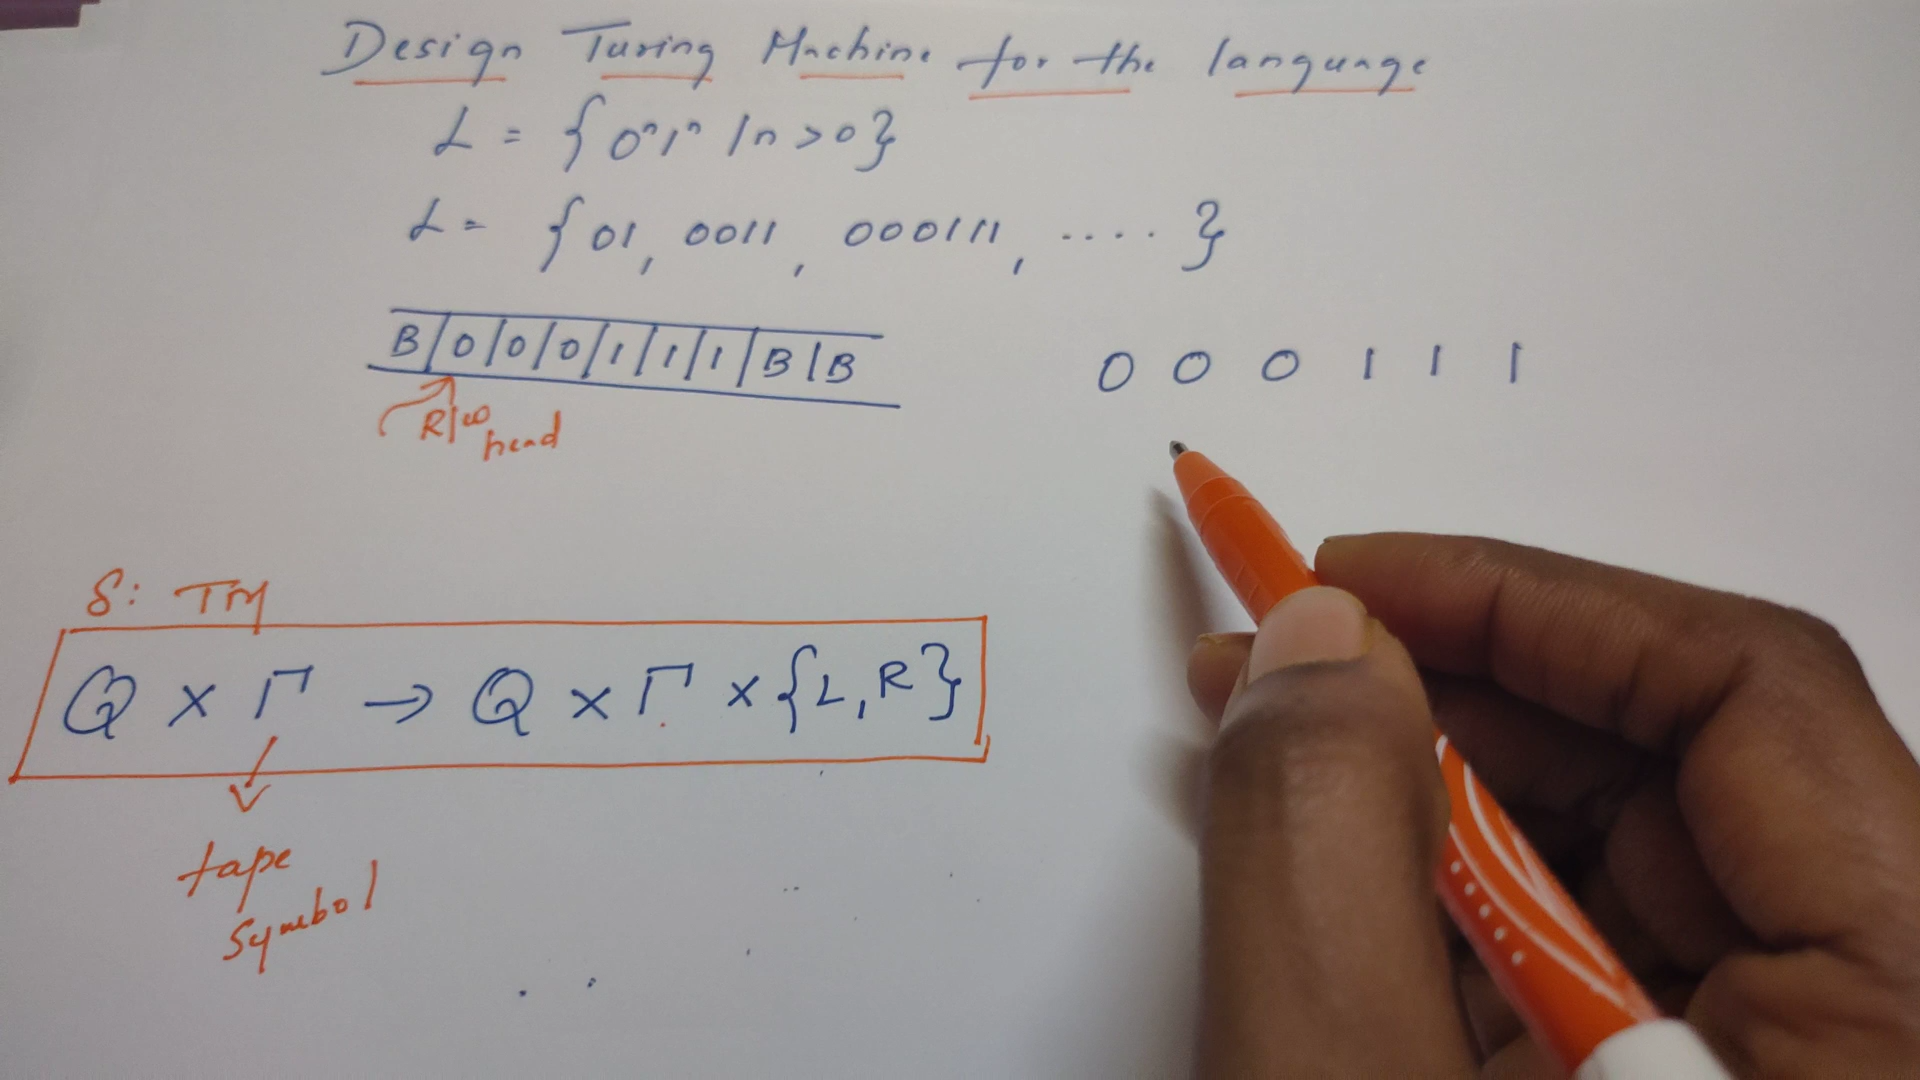 Design Turing Machine for the language
L = {0ⁿ1ⁿ |n>0}
L = {01, 0011, 000111, .... }
B|0|0|0|1|1|1|B|B
0 0 0 1 1 1
R|W head
δ: TM
Q × Γ → Q × Γ × {L,R}
tape
symbol